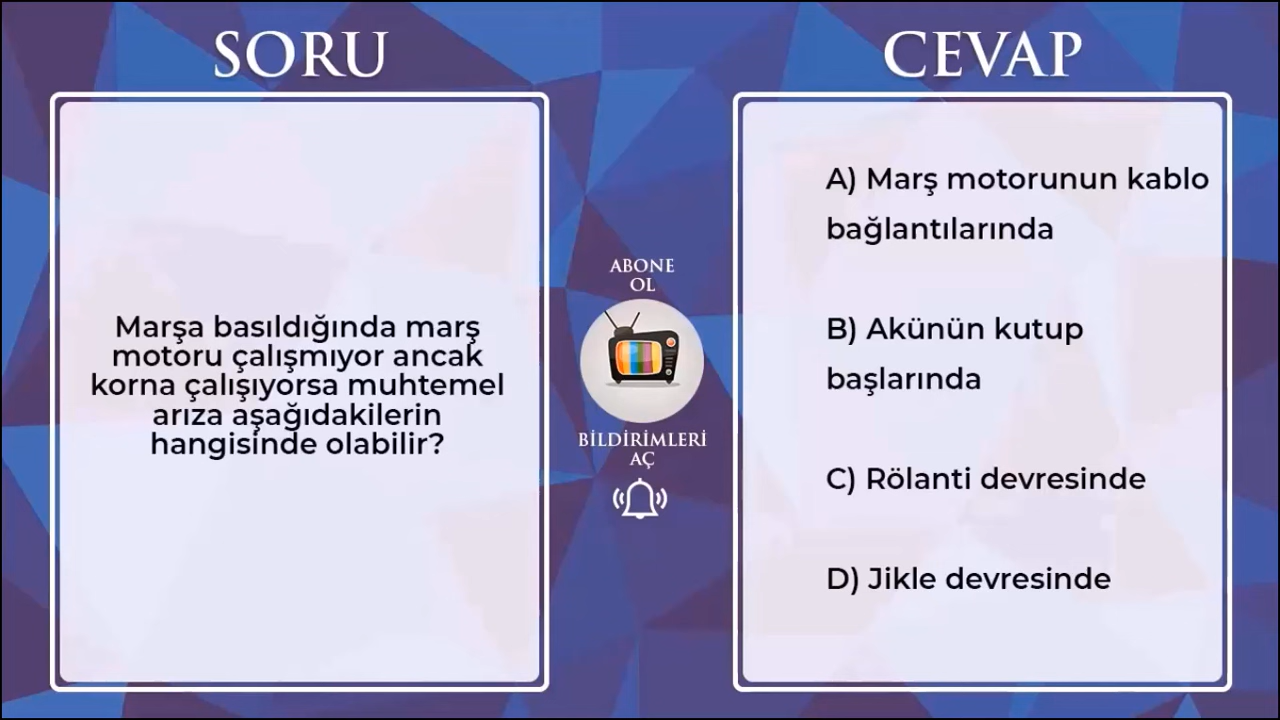 SORU
CEVAP
Marşa basıldığında marş
motoru çalışmıyor ancak
korna çalışıyorsa muhtemel
arıza aşağıdakilerin
hangisinde olabilir?
ABONE
OL
BİLDİRİMLERİ
AÇ
A) Marş motorunun kablo
bağlantılarında
B) Akünün kutup
başlarında
C) Rölanti devresinde
D) Jikle devresinde